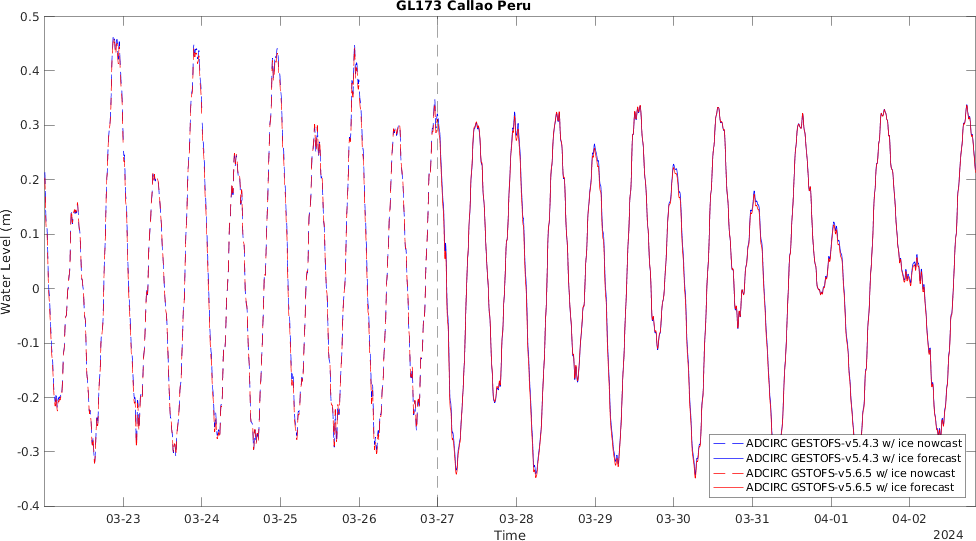 GL173 Callao Peru
0.5
0.4
0.3
0.2
0.1
0
-0.1
-0.2
-0.3
-0.4
Water Level (m)
ADCIRC GESTOFS-v5.4.3 w/ ice nowcast
ADCIRC GESTOFS-v5.4.3 w/ ice forecast
ADCIRC GSTOFS-v5.6.5 w/ ice nowcast
ADCIRC GSTOFS-v5.6.5 w/ ice forecast
03-23 03-24 03-25 03-26 03-27 03-28 03-29 03-30 03-31 04-01 04-02
Time
2024